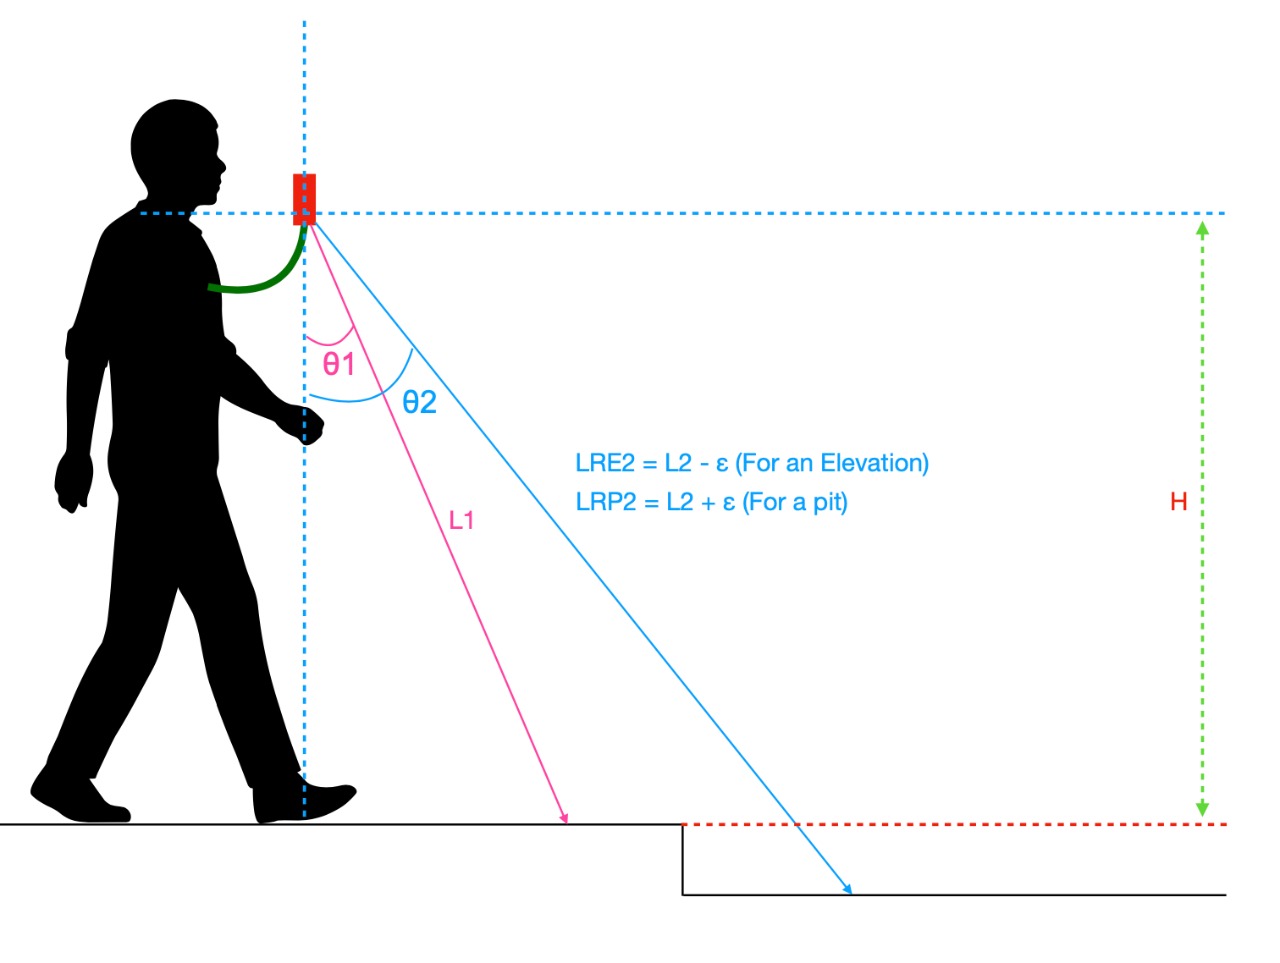 θ1
θ2
LRE2 = L2 - ε (For an Elevation)
LRP2 = L2 + ε (For a pit)
H
L1